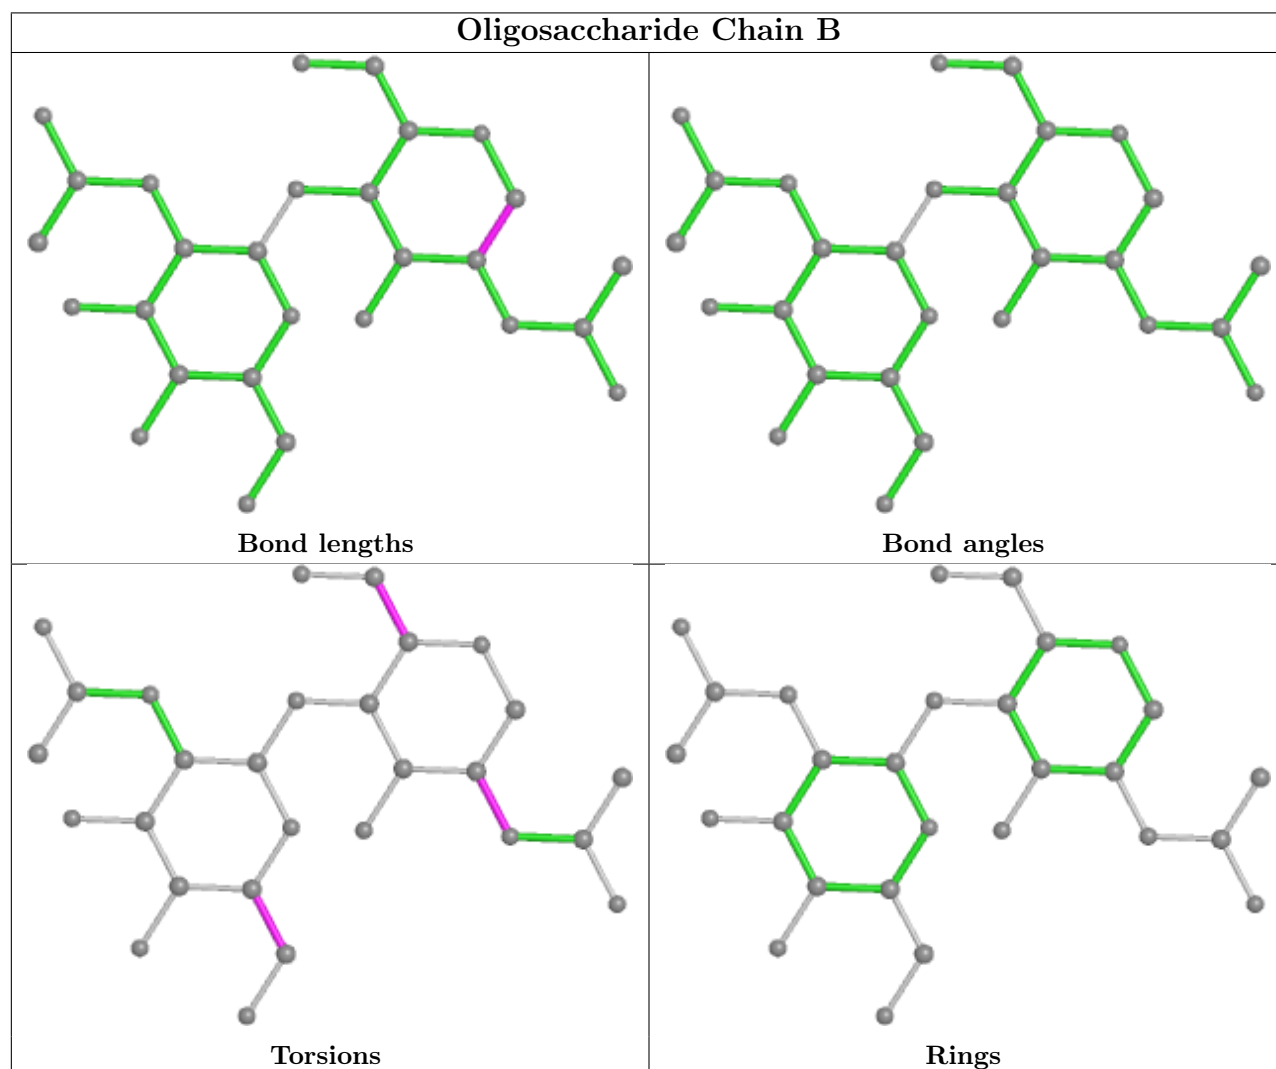 Oligosaccharide Chain B
Bond lengths
Bond angles
Torsions
Rings